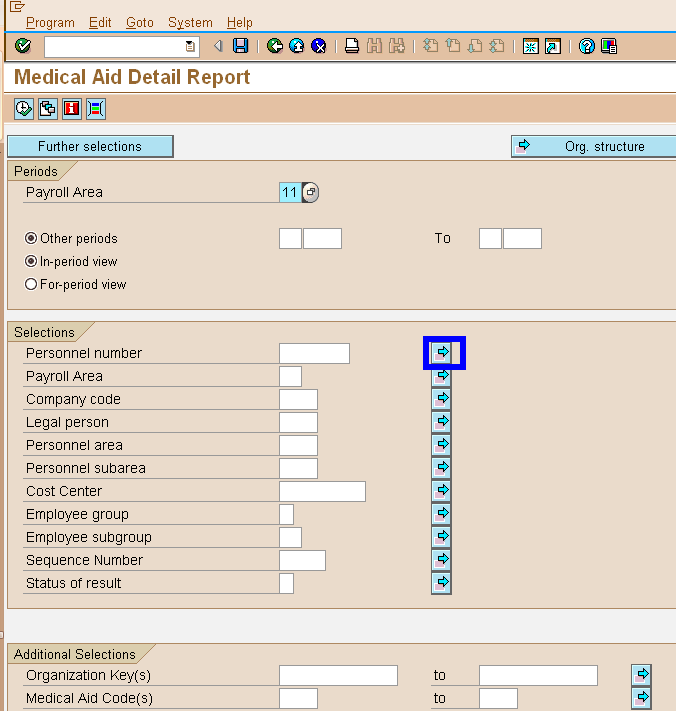 Program Edit Goto System Help
Medical Aid Detail Report
Further selections Org. structure
Periods
Payroll Area 11
Other periods To
In-period view
For-period view
Selections
Personnel number
Payroll Area
Company code
Legal person
Personnel area
Personnel subarea
Cost Center
Employee group
Employee subgroup
Sequence Number
Status of result
Additional Selections
Organization Key(s) to
Medical Aid Code(s) to